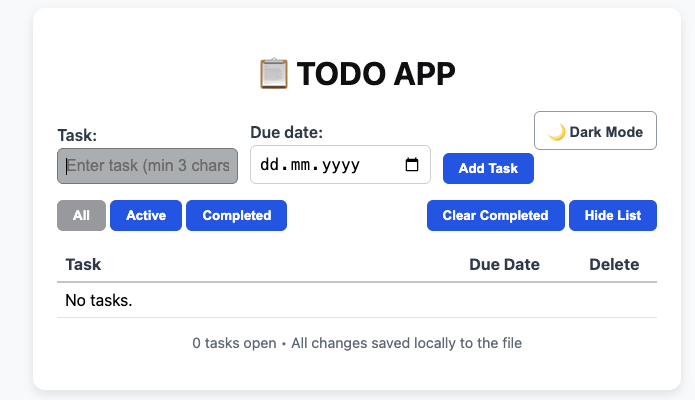 📋 TODO APP
🌙 Dark Mode
Task:
Due date:
Enter task (min 3 chars
dd.mm.yyyy
Add Task
All
Active
Completed
Clear Completed
Hide List
Task
Due Date
Delete
No tasks.
0 tasks open • All changes saved locally to the file